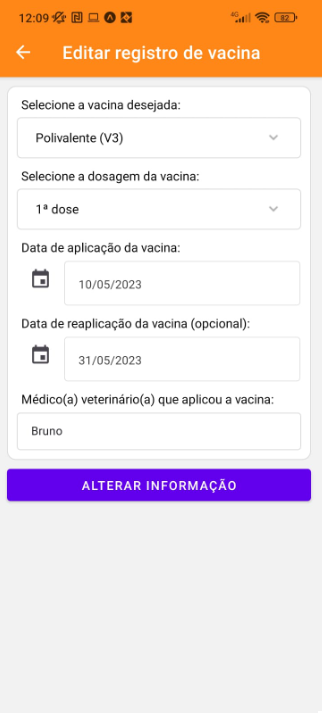 12:09 4G 82
Editar registro de vacina
Selecione a vacina desejada:
Polivalente (V3)
Selecione a dosagem da vacina:
1ª dose
Data de aplicação da vacina:
10/05/2023
Data de reaplicação da vacina (opcional):
31/05/2023
Médico(a) veterinário(a) que aplicou a vacina:
Bruno
ALTERAR INFORMAÇÃO